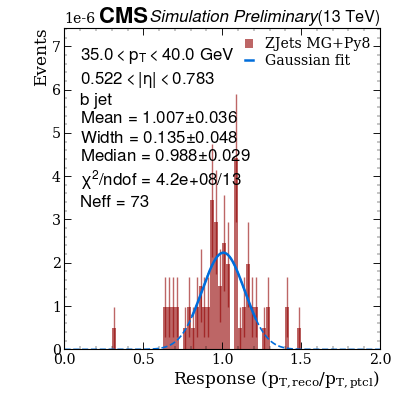 1e-6 CMS Simulation Preliminary (13 TeV)
Events
ZJets MG+Py8
Gaussian fit
35.0 < p_T < 40.0 GeV
0.522 < |η| < 0.783
b jet
Mean = 1.007±0.036
Width = 0.135±0.048
Median = 0.988±0.029
χ²/ndof = 4.2e+08/13
Neff = 73
7
6
5
4
3
2
1
0
0.0 0.5 1.0 1.5 2.0
Response (p_T,reco/p_T,ptcl)